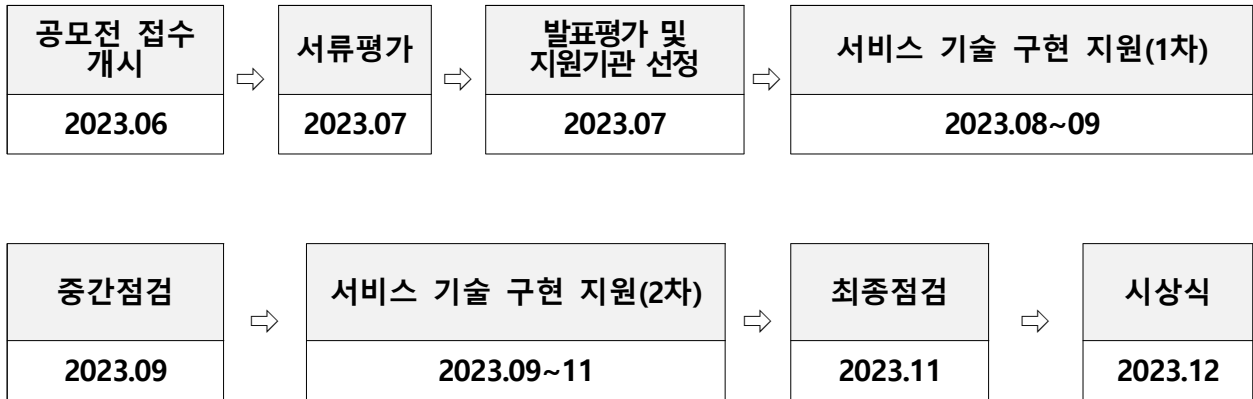 공모전 접수
개시
⇨
서류평가
⇨
발표평가 및
지원기관 선정
⇨
서비스 기술 구현 지원(1차)
2023.06
2023.07
2023.07
2023.08~09
중간점검
⇨
서비스 기술 구현 지원(2차)
⇨
최종점검
⇨
시상식
2023.09
2023.09~11
2023.11
2023.12